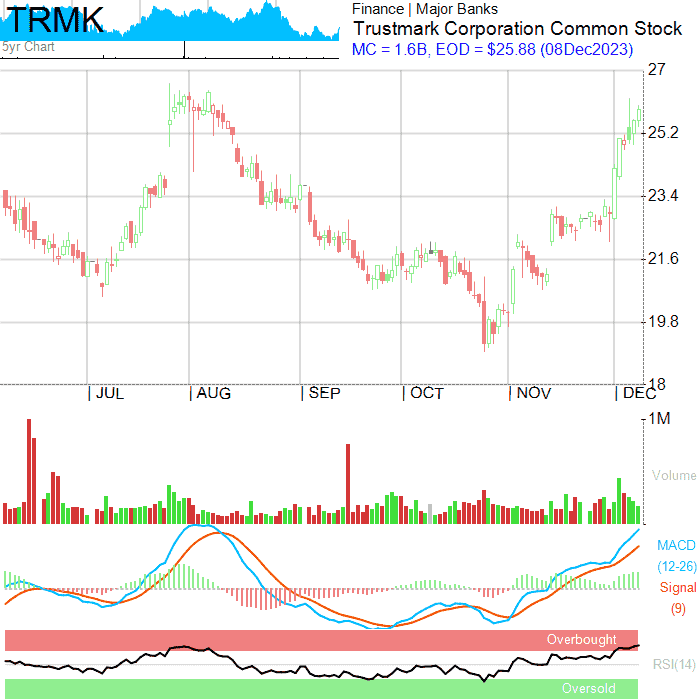 TRMK
5yr Chart
Finance | Major Banks
Trustmark Corporation Common Stock
MC = 1.6B, EOD = $25.88 (08Dec2023)
27
25.2
23.4
21.6
19.8
18
JUL AUG SEP OCT NOV DEC
1M
Volume
MACD
(12-26)
Signal
(9)
Overbought
RSI(14)
Oversold